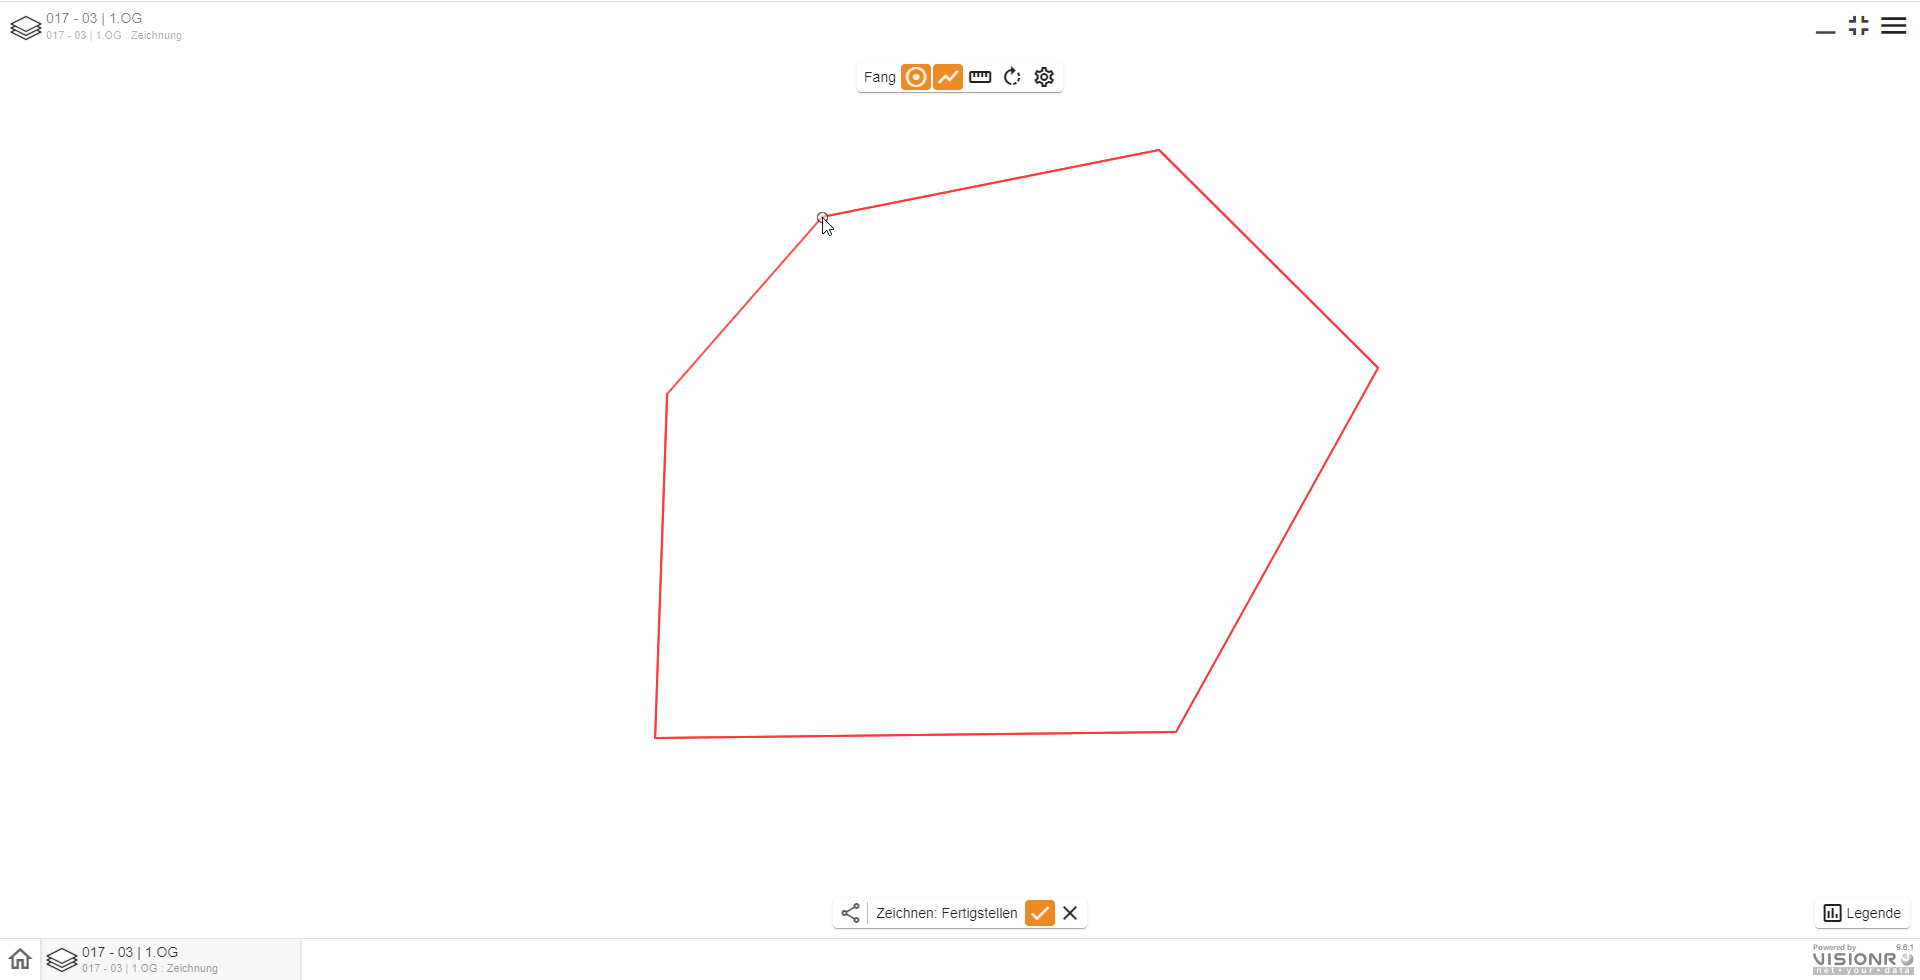 017 - 03 | 1.OG
017 - 03 | 1.OG : Zeichnung
Fang
Zeichnen: Fertigstellen
Legende
017 - 03 | 1.OG
017 - 03 | 1.OG : Zeichnung
Powered by 9.6.1
VISIONR
net • your • data